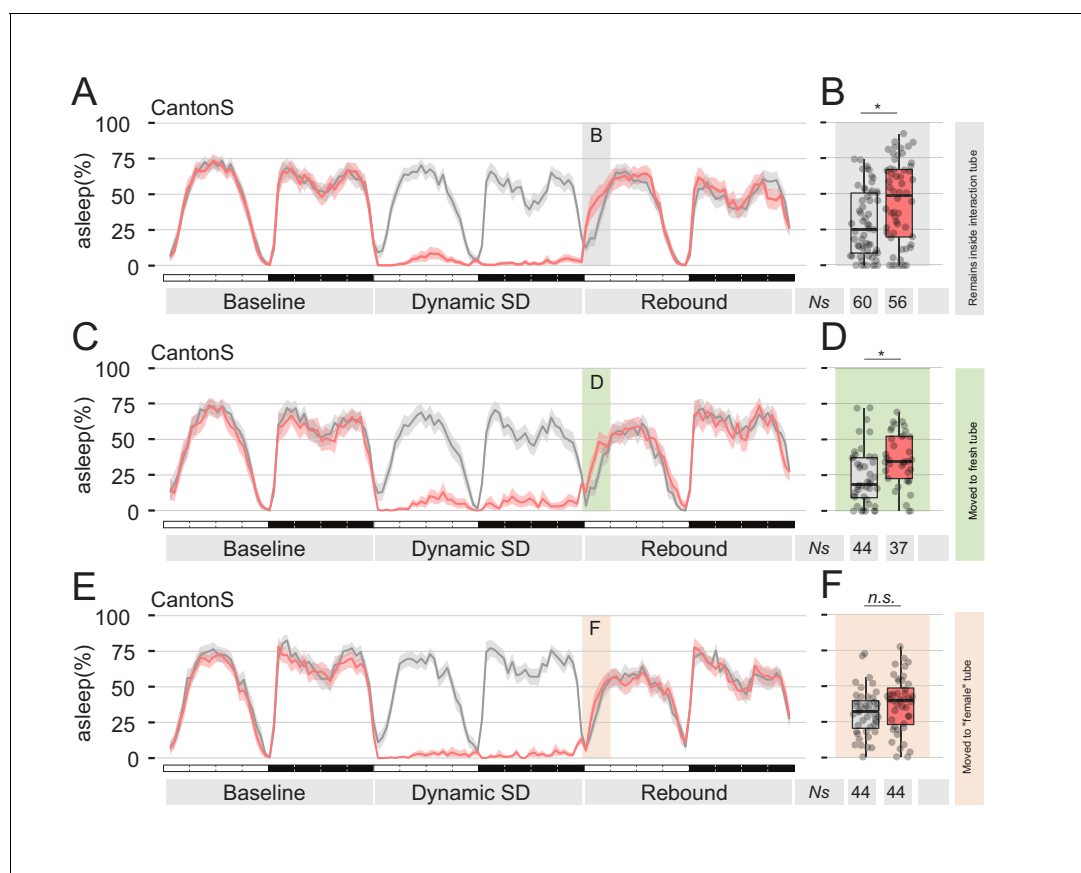 A
CantonS
asleep(%)
100
75
50
25
0
B
Baseline
Dynamic SD
Rebound
B
*
Ns 60 56
Remains inside interaction tube
C
CantonS
asleep(%)
100
75
50
25
0
D
Baseline
Dynamic SD
Rebound
D
*
Ns 44 37
Moved to fresh tube
E
CantonS
asleep(%)
100
75
50
25
0
F
Baseline
Dynamic SD
Rebound
F
n.s.
Ns 44 44
Moved to "female" tube